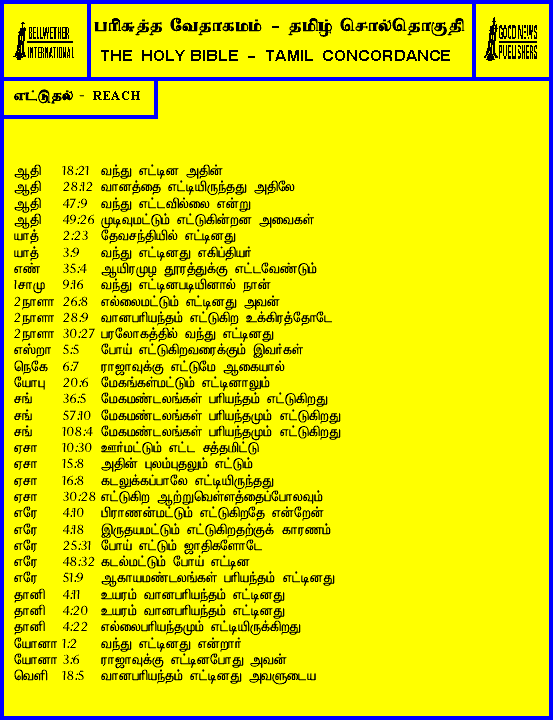 BELLWETHER
INTERNATIONAL
பரிசுத்த வேதாகமம் - தமிழ் சொல்தொகுதி
THE HOLY BIBLE - TAMIL CONCORDANCE
GOOD NEWS
PUBLISHERS
எட்டுதல் - REACH
ஆதி 18:21 வந்து எட்டின அதின்
ஆதி 28:12 வானத்தை எட்டியிருந்தது அதிலே
ஆதி 47:9 வந்து எட்டவில்லை என்று
ஆதி 49:26 முடிவுமட்டும் எட்டுகின்றன அவைகள்
யாத் 2:23 தேவசந்தியில் எட்டினது
யாத் 3:9 வந்து எட்டினது எகிப்தியர்
எண் 35:4 ஆயிரமுழ தூரத்துக்கு எட்டவேண்டும்
1சாமு 9:16 வந்து எட்டினபடியினால் நான்
2நாளா 26:8 எல்லைமட்டும் எட்டினது அவன்
2நாளா 28:9 வானபரியந்தம் எட்டுகிற உக்கிரத்தோடே
2நாளா 30:27 பரலோகத்தில் வந்து எட்டினது
எஸ்றா 5:5 போய் எட்டுகிறவரைக்கும் இவர்கள்
நெகே 6:7 ராஜாவுக்கு எட்டுமே ஆகையால்
யோபு 20:6 மேகங்கள்மட்டும் எட்டினாலும்
சங் 36:5 மேகமண்டலங்கள் பரியந்தம் எட்டுகிறது
சங் 57:10 மேகமண்டலங்கள் பரியந்தமும் எட்டுகிறது
சங் 108:4 மேகமண்டலங்கள் பரியந்தமும் எட்டுகிறது
ஏசா 10:30 ஊர்மட்டும் எட்ட சத்தமிட்டு
ஏசா 15:8 அதின் புலம்புதலும் எட்டும்
ஏசா 16:8 கடலுக்கப்பாலே எட்டியிருந்தது
ஏசா 30:28 எட்டுகிற ஆற்றுவெள்ளத்தைப்போலவும்
எரே 4:10 பிராணன்மட்டும் எட்டுகிறதே என்றேன்
எரே 4:18 இருதயமட்டும் எட்டுகிறதற்குக் காரணம்
எரே 25:31 போய் எட்டும் ஜாதிகளோடே
எரே 48:32 கடல்மட்டும் போய் எட்டின
எரே 51:9 ஆகாயமண்டலங்கள் பரியந்தம் எட்டினது
தானி 4:11 உயரம் வானபரியந்தம் எட்டினது
தானி 4:20 உயரம் வானபரியந்தம் எட்டினது
தானி 4:22 எல்லைபரியந்தமும் எட்டியிருக்கிறது
யோனா 1:2 வந்து எட்டினது என்றார்
யோனா 3:6 ராஜாவுக்கு எட்டினபோது அவன்
வெளி 18:5 வானபரியந்தம் எட்டினது அவளுடைய